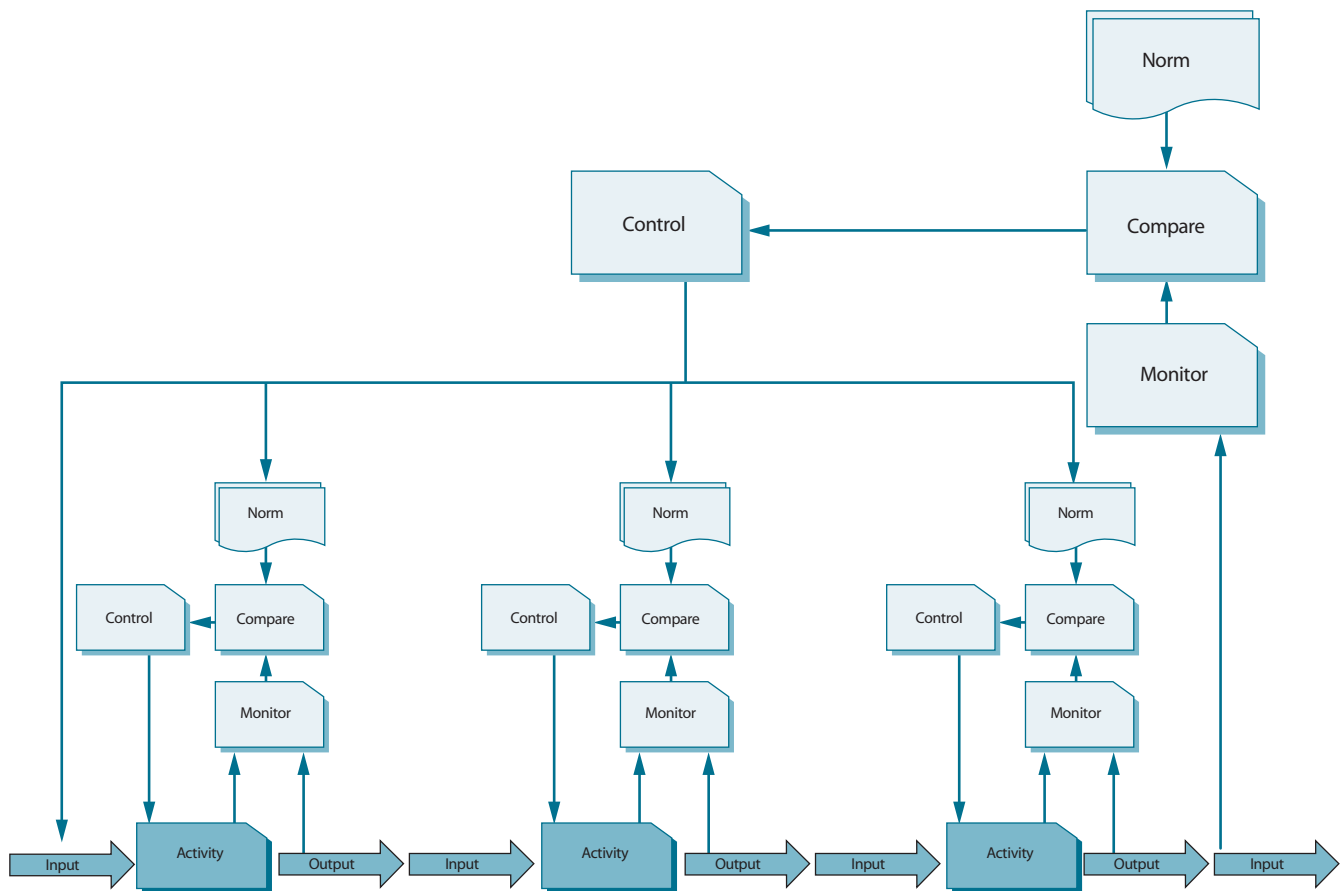 Norm
Control
Compare
Monitor
Norm
Norm
Norm
Control
Compare
Control
Compare
Control
Compare
Monitor
Monitor
Monitor
Input
Activity
Output
Input
Activity
Output
Input
Activity
Output
Input